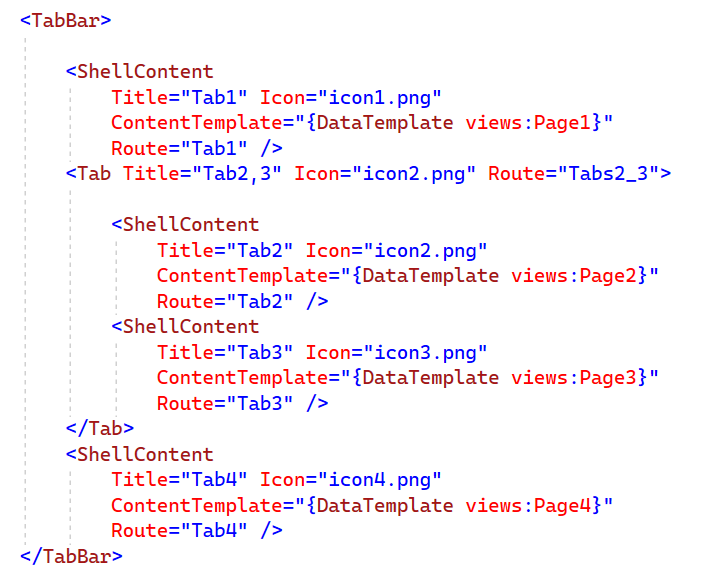 <TabBar>
<ShellContent
Title="Tab1" Icon="icon1.png"
ContentTemplate="{DataTemplate views:Page1}"
Route="Tab1" />
<Tab Title="Tab2,3" Icon="icon2.png" Route="Tabs2_3">
<ShellContent
Title="Tab2" Icon="icon2.png"
ContentTemplate="{DataTemplate views:Page2}"
Route="Tab2" />
<ShellContent
Title="Tab3" Icon="icon3.png"
ContentTemplate="{DataTemplate views:Page3}"
Route="Tab3" />
</Tab>
<ShellContent
Title="Tab4" Icon="icon4.png"
ContentTemplate="{DataTemplate views:Page4}"
Route="Tab4" />
</TabBar>